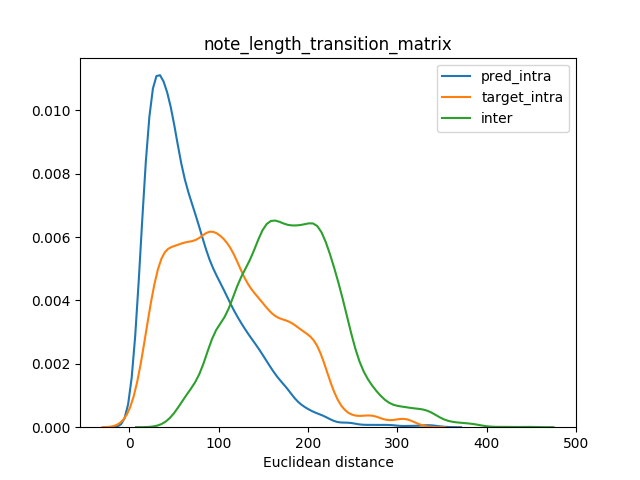 note_length_transition_matrix
pred_intra
target_intra
inter
0.010
0.008
0.006
0.004
0.002
0.000
0 100 200 300 400 500
Euclidean distance